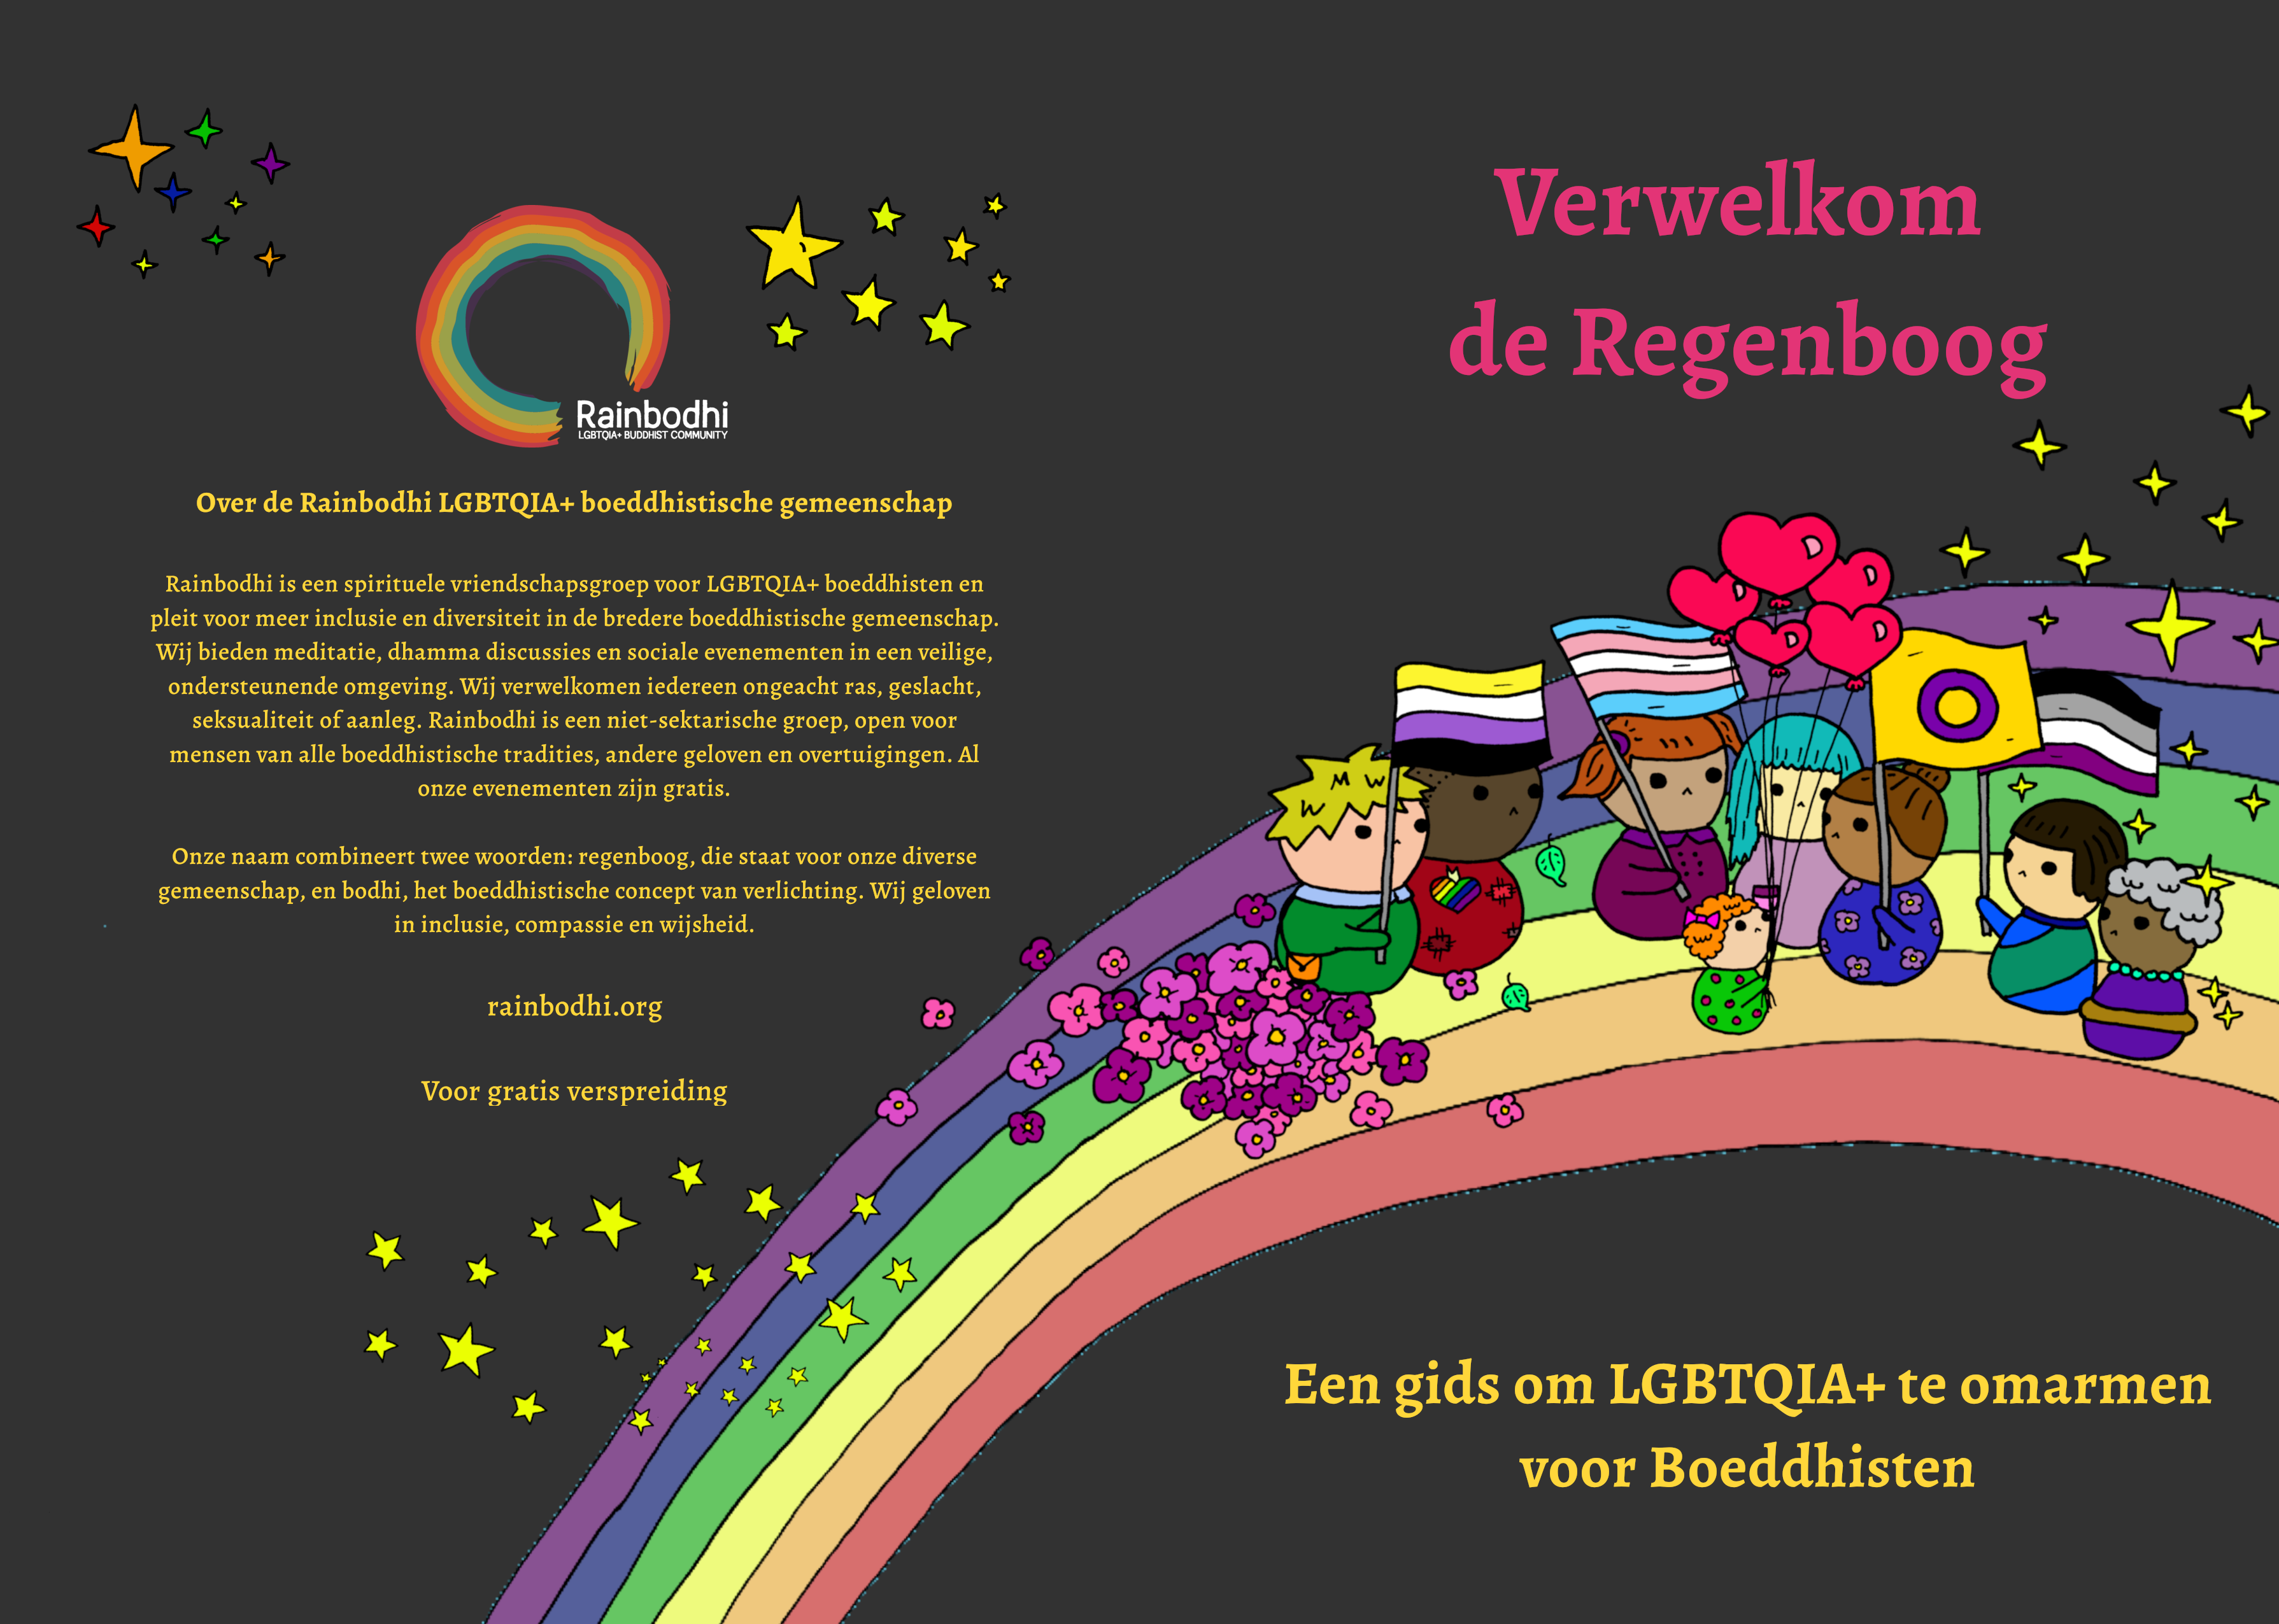 Rainbodhi
LGBTQIA+ BUDDHIST COMMUNITY
Over de Rainbodhi LGBTQIA+ boeddhistische gemeenschap
Rainbodhi is een spirituele vriendschapsgroep voor LGBTQIA+ boeddhisten en
pleit voor meer inclusie en diversiteit in de bredere boeddhistische gemeenschap.
Wij bieden meditatie, dhamma discussies en sociale evenementen in een veilige,
ondersteunende omgeving. Wij verwelkomen iedereen ongeacht ras, geslacht,
seksualiteit of aanleg. Rainbodhi is een niet-sektarische groep, open voor
mensen van alle boeddhistische tradities, andere geloven en overtuigingen. Al
onze evenementen zijn gratis.
Onze naam combineert twee woorden: regenboog, die staat voor onze diverse
gemeenschap, en bodhi, het boeddhistische concept van verlichting. Wij geloven
in inclusie, compassie en wijsheid.
rainbodhi.org
Voor gratis verspreiding
Verwelkom
de Regenboog
Een gids om LGBTQIA+ te omarmen
voor Boeddhisten